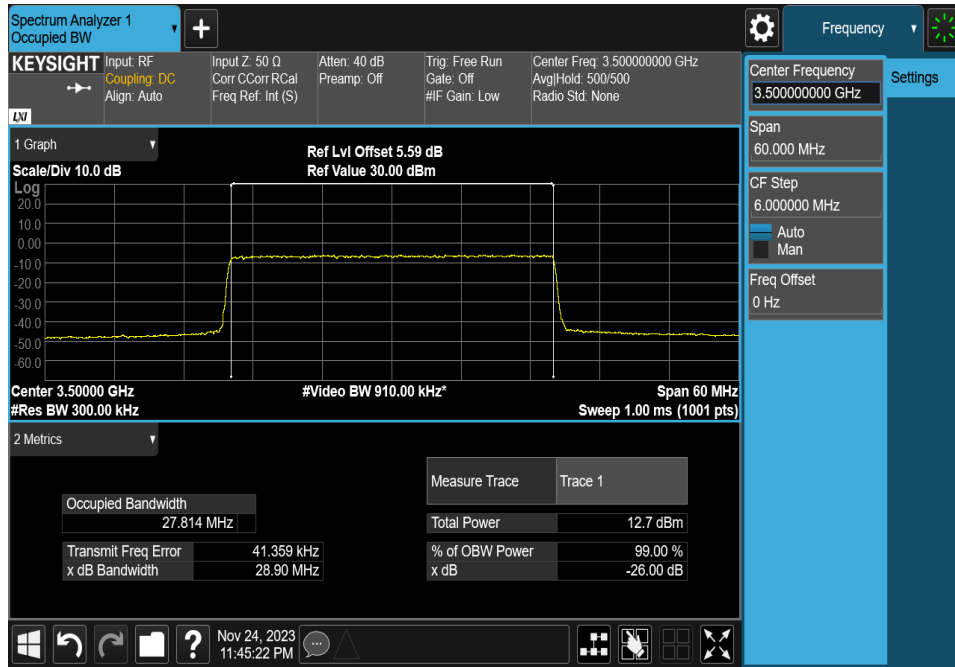 Spectrum Analyzer 1
Occupied BW
+
Frequency
KEYSIGHT
LXI
Input: RF
Coupling: DC
Align: Auto
Input Z: 50 Ω
Corr CCorr RCal
Freq Ref: Int (S)
Atten: 40 dB
Preamp: Off
Trig: Free Run
Gate: Off
#IF Gain: Low
Center Freq: 3.500000000 GHz
Avg|Hold: 500/500
Radio Std: None
Center Frequency
3.500000000 GHz
Settings
Span
60.000 MHz
CF Step
6.000000 MHz
Auto
Man
Freq Offset
0 Hz
1 Graph
Scale/Div 10.0 dB
Ref Lvl Offset 5.59 dB
Ref Value 30.00 dBm
Log
20.0
10.0
0.00
-10.0
-20.0
-30.0
-40.0
-50.0
-60.0
Center 3.50000 GHz
#Res BW 300.00 kHz
#Video BW 910.00 kHz*
Span 60 MHz
Sweep 1.00 ms (1001 pts)
2 Metrics
Measure Trace Trace 1
Occupied Bandwidth
27.814 MHz
Total Power 12.7 dBm
Transmit Freq Error 41.359 kHz
% of OBW Power 99.00 %
x dB Bandwidth 28.90 MHz
x dB -26.00 dB
?
Nov 24, 2023
11:45:22 PM